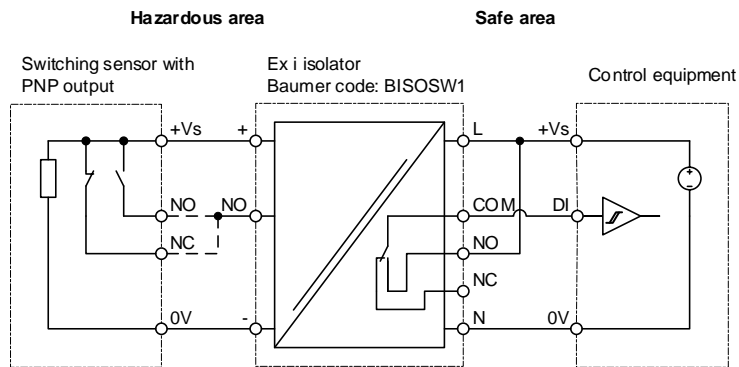 Hazardous area
Safe area
Switching sensor with
PNP output
Ex i isolator
Baumer code: BISOSW1
Control equipment
+Vs
+
L
+Vs
+
–
NO
NO
COM
DI
NC
NO
NC
0V
-
N
0V